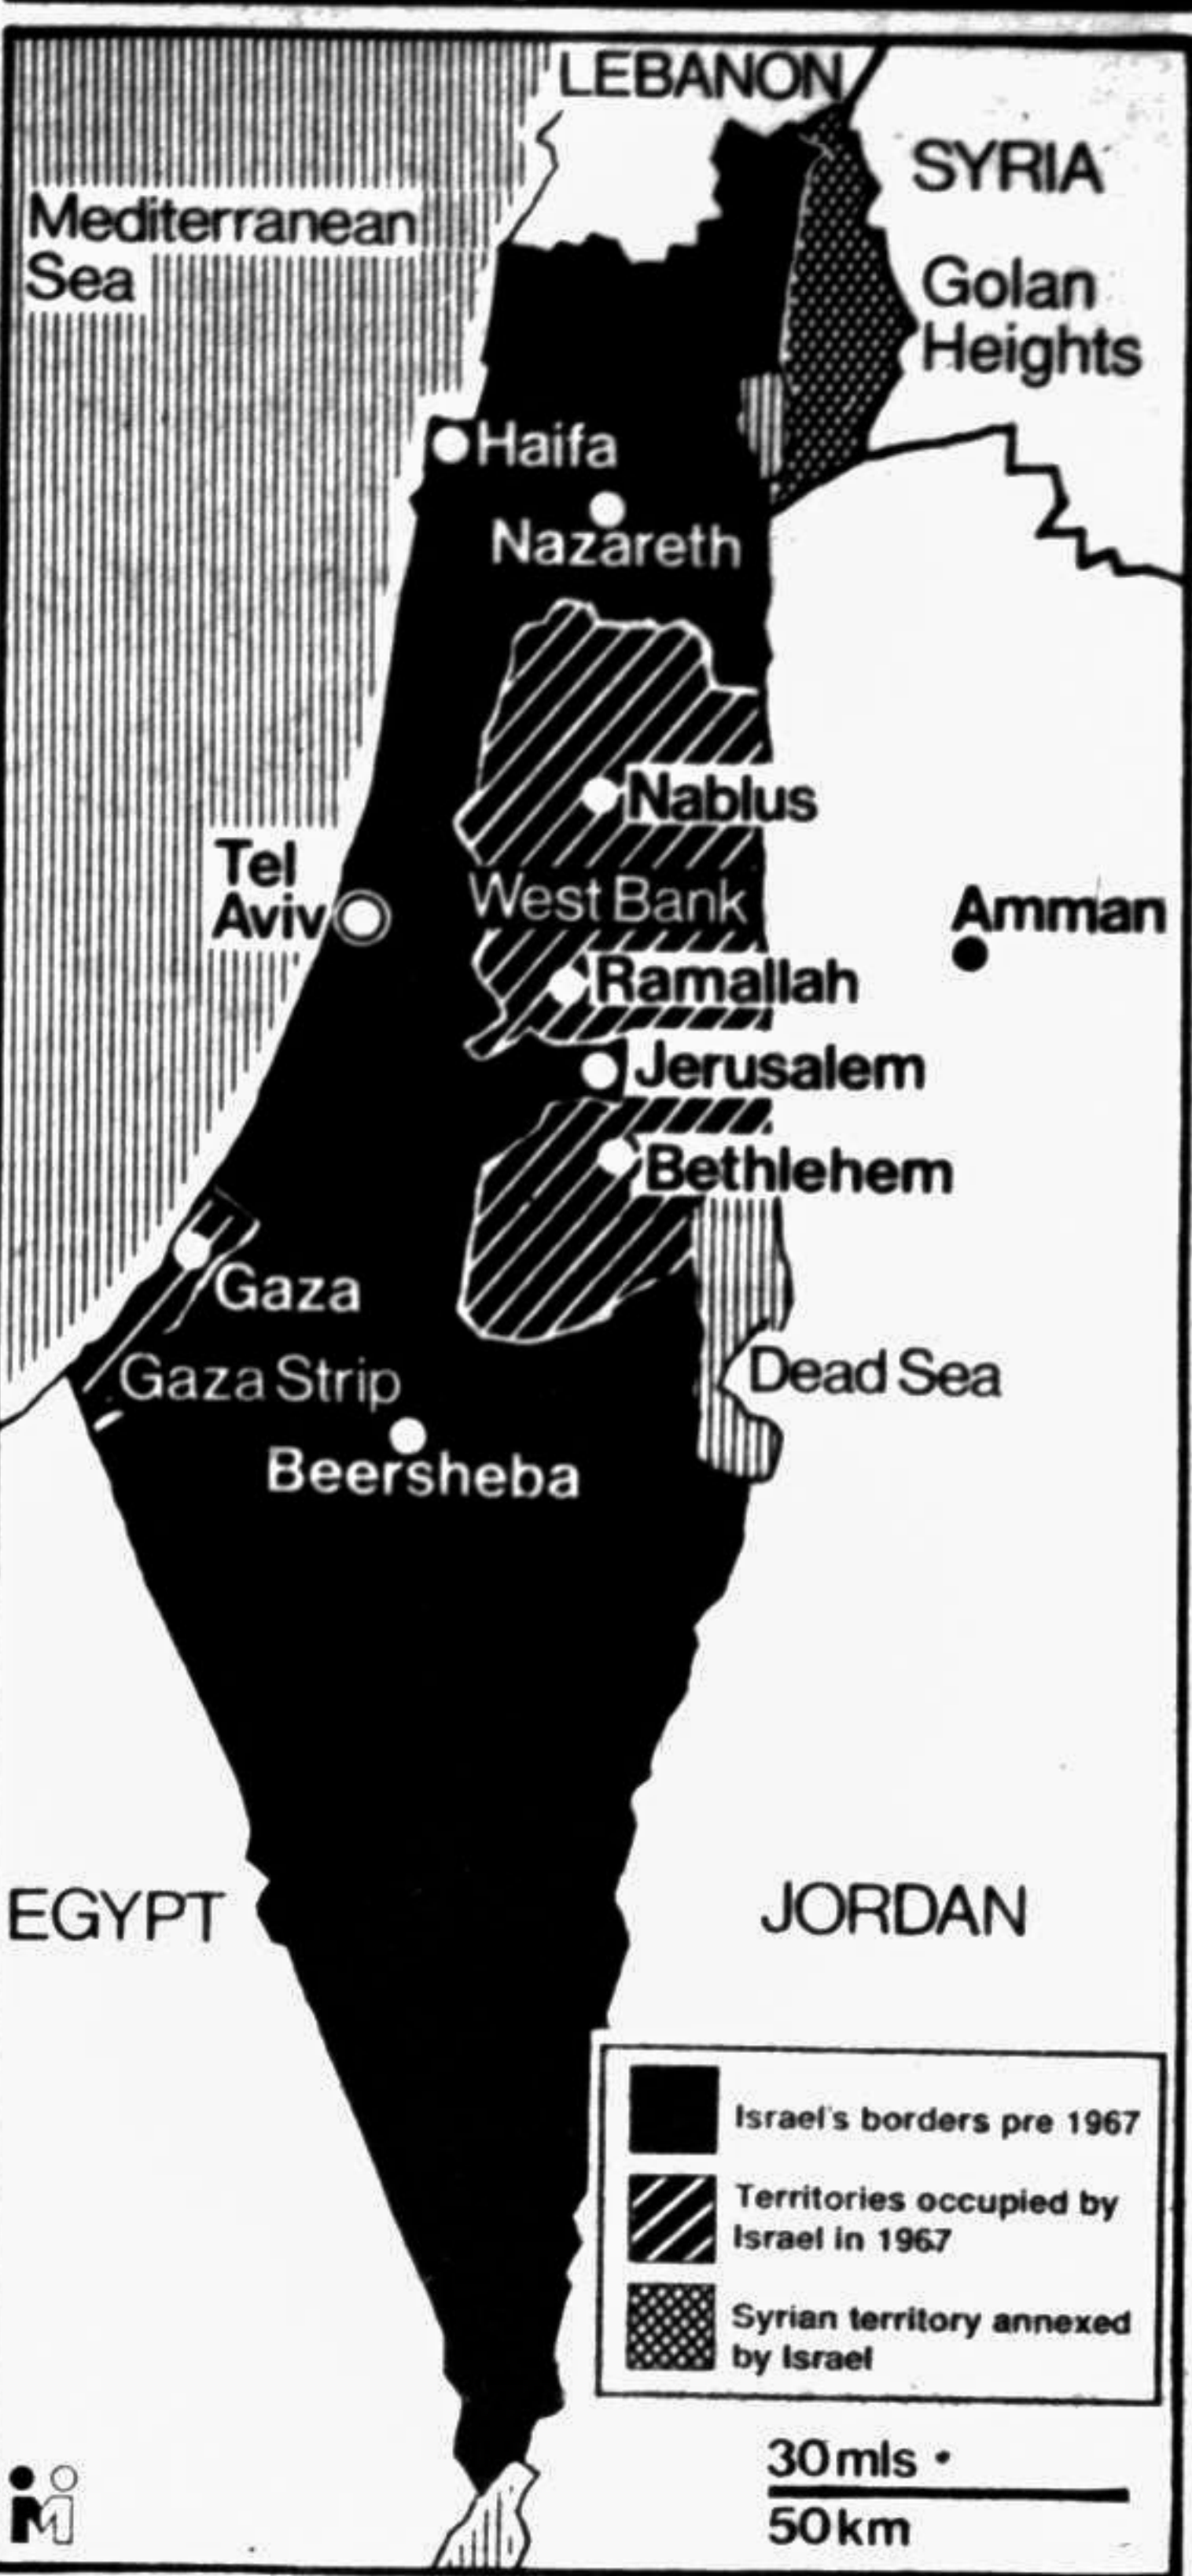 LEBANON
SYRIA
Mediterranean
Sea
Golan
Heights
Haifa
Nazareth
Nablus
Tel
Aviv
West Bank
Amman
Ramallah
Jerusalem
Bethlehem
Gaza
Dead Sea
Gaza Strip
Beersheba
EGYPT
JORDAN
Israel's borders pre 1967
Territories occupied by
Israel in 1967
Syrian territory annexed
by Israel
30 mls
50 km